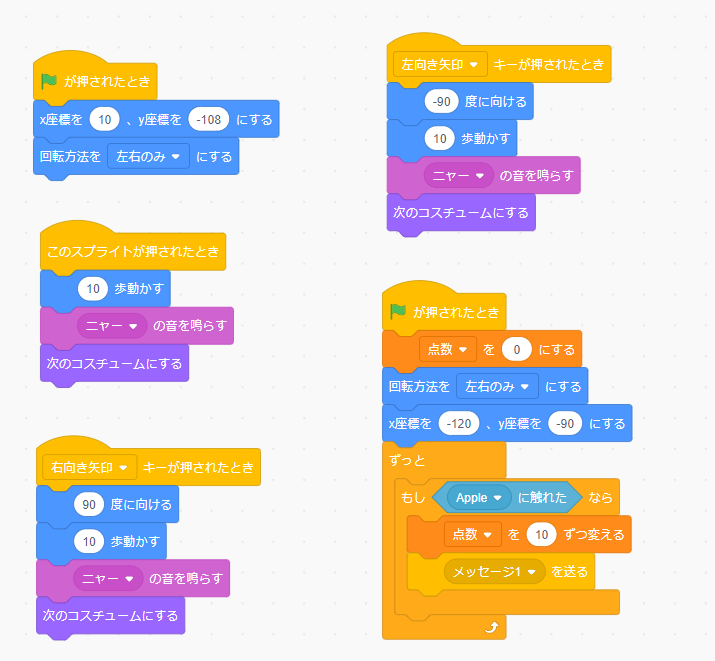 が押されたとき
x座標を 10 、y座標を -108 にする
回転方法を 左右のみ にする
このスプライトが押されたとき
10 歩動かす
ニャー の音を鳴らす
次のコスチュームにする
右向き矢印 キーが押されたとき
90 度に向ける
10 歩動かす
ニャー の音を鳴らす
次のコスチュームにする
左向き矢印 キーが押されたとき
-90 度に向ける
10 歩動かす
ニャー の音を鳴らす
次のコスチュームにする
が押されたとき
点数 を 0 にする
回転方法を 左右のみ にする
x座標を -120 、y座標を -90 にする
ずっと
もし Apple に触れた なら
点数 を 10 ずつ変える
メッセージ1 を送る